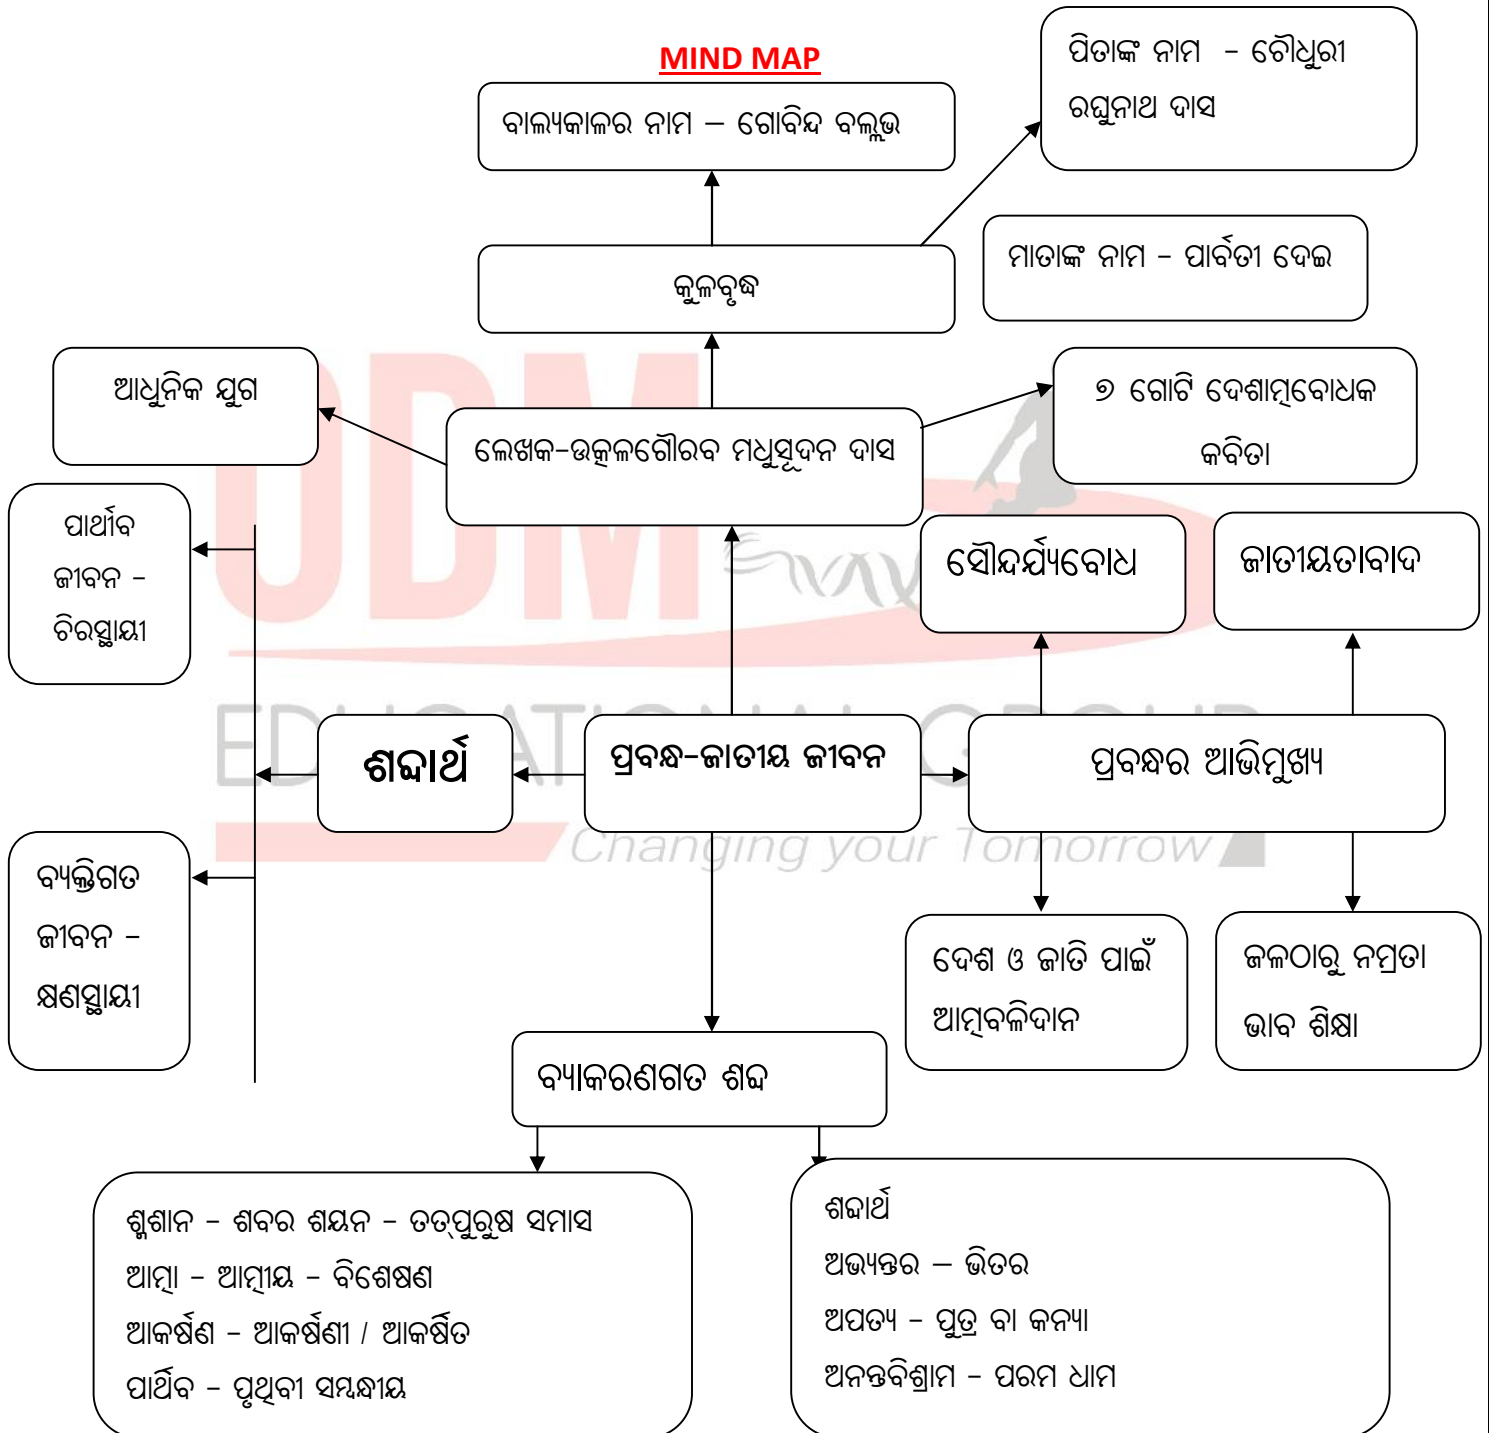 MIND MAP
ପିତାଙ୍କ ନାମ – ଚୌଧୁରୀ
ରଘୁନାଥ ଦାସ
ବାଲ୍ୟକାଳର ନାମ – ଗୋବିନ୍ଦ ବଲ୍ଲଭ
ମାତାଙ୍କ ନାମ – ପାର୍ବତୀ ଦେଇ
କୁଳବୃଦ୍ଧ
ଆଧୁନିକ ଯୁଗ
୭ ଗୋଟି ଦେଶାତ୍ମବୋଧକ
କବିତା
ଲେଖକ-ଉତ୍କଳଗୌରବ ମଧୁସୂଦନ ଦାସ
ପାର୍ଥୀବ
ଜୀବନ –
ଚିରସ୍ଥାୟୀ
ସୌନ୍ଦର୍ଯ୍ୟବୋଧ
ଜାତୀୟତାବାଦ
ODM
EDUCATIONAL GROUP
Changing your Tomorrow
ଶବ୍ଦାର୍ଥ
ପ୍ରବନ୍ଧ-ଜାତୀୟ ଜୀବନ
ପ୍ରବନ୍ଧର ଆଭିମୁଖ୍ୟ
ବ୍ୟକ୍ତିଗତ
ଜୀବନ –
କ୍ଷଣସ୍ଥାୟୀ
ଦେଶ ଓ ଜାତି ପାଇଁ
ଆତ୍ମବଳିଦାନ
ଜଳଠାରୁ ନମ୍ରତା
ଭାବ ଶିକ୍ଷା
ବ୍ୟାକରଣଗତ ଶବ୍ଦ
ଶ୍ମଶାନ – ଶବର ଶୟନ – ତତ୍‌ପୁରୁଷ ସମାସ
ଆତ୍ମା – ଆତ୍ମୀୟ – ବିଶେଷଣ
ଆକର୍ଷଣ – ଆକର୍ଷଣୀ / ଆକର୍ଷିତ
ପାର୍ଥିବ – ପୃଥିବୀ ସମ୍ବନ୍ଧୀୟ
ଶବ୍ଦାର୍ଥ
ଅଭ୍ୟନ୍ତର – ଭିତର
ଅପତ୍ୟ – ପୁତ୍ର ବା କନ୍ୟା
ଅନନ୍ତବିଶ୍ରାମ – ପରମ ଧାମ